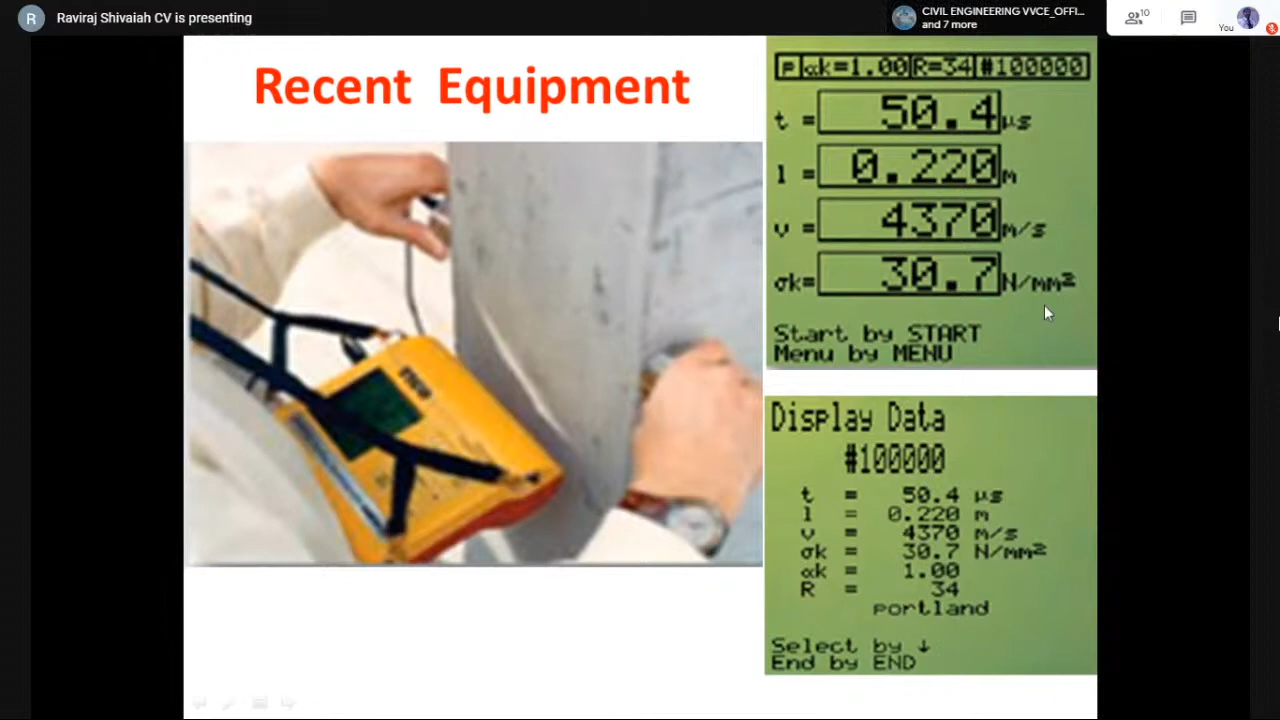 R
Raviraj Shivaiah CV is presenting
CIVIL ENGINEERING VVCE_OFFI...
and 7 more
10
You
Recent Equipment
P αk=1.00 R=34 #100000
t = 50.4 μs
l = 0.220 m
v = 4370 m/s
σk= 30.7 N/mm²
Start by START
Menu by MENU
Display Data
#100000
t = 50.4 μs
l = 0.220 m
v = 4370 m/s
σk = 30.7 N/mm²
αk = 1.00
R = 34
portland
Select by ↓
End by END